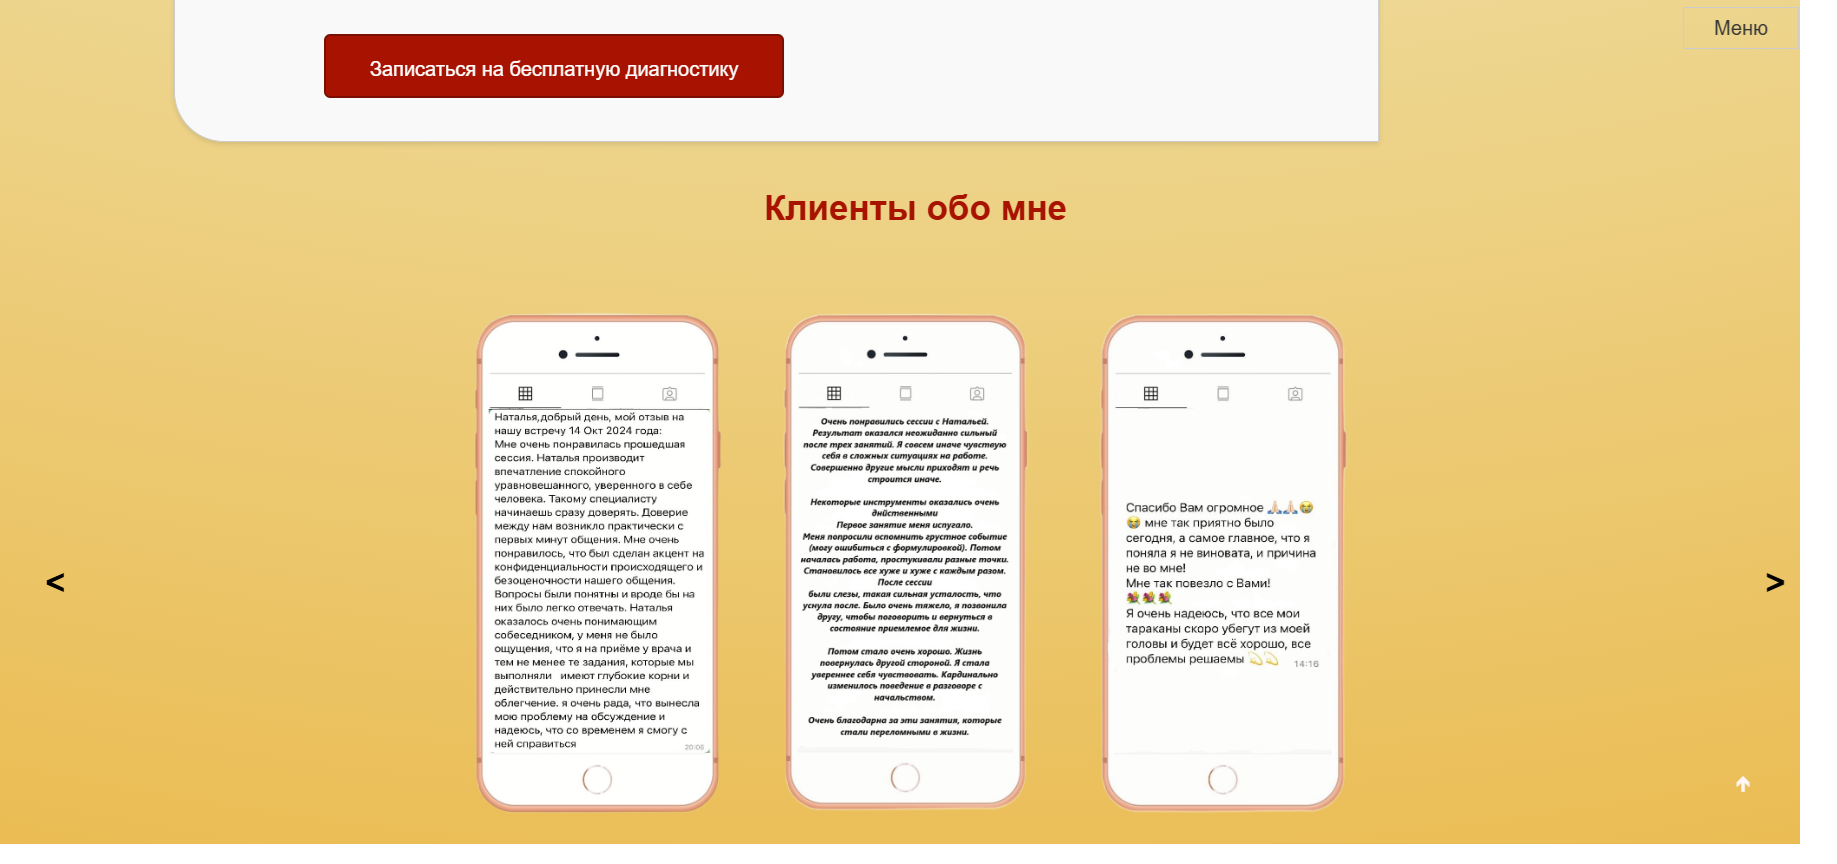 Меню
Записаться на бесплатную диагностику
Клиенты обо мне
<
Наталья,добрый день, мой отзыв на
нашу встречу 14 Окт 2024 года:
Мне очень понравилась прошедшая
сессия. Наталья производит
впечатление спокойного
уравновешанного, уверенного в себе
человека. Такому специалисту
начинаешь сразу доверять. Доверие
между нам возникло практически с
первых минут общения. Мне очень
понравилось, что был сделан акцент на
конфиденциальности происходящего и
безоценочности нашего общения.
Вопросы были понятны и вроде бы на
них было легко отвечать. Наталья
оказалось очень понимающим
собеседником, у меня не было
ощущения, что я на приёме у врача и
тем не менее те задания, которые мы
выполняли имеют глубокие корни и
действительно принесли мне
облегчение. я очень рада, что вынесла
мою проблему на обсуждение и
надеюсь, что со временем я смогу с
ней справиться
20:06
Очень понравились сессии с Натальей.
Результат оказался неожиданно сильный
после трех занятий. Я совсем иначе чувствую
себя в сложных ситуациях на работе.
Совершенно другие мысли приходят и речь
строится иначе.
Некоторые инструменты оказались очень
днйственными
Первое занятие меня испугало.
Меня попросили вспомнить грустное событие
(могу ошибиться с формулировкой). Потом
началась работа, простукивали разные точки.
Становилось все хуже и хуже с каждым разом.
После сессии
были слезы, такая сильная усталость, что
уснула после. Было очень тяжело, я позвонила
другу, чтобы поговорить и вернуться в
состояние приемлемое для жизни.
Потом стало очень хорошо. Жизнь
повернулась другой стороной. Я стала
увереннее себя чувствовать. Кардинально
изменилось поведение в разговоре с
начальством.
Очень благодарна за эти занятия, которые
стали переломными в жизни.
Спасибо Вам огромное 🙏🏻🙏🏻😭
😭 мне так приятно было
сегодня, а самое главное, что я
поняла я не виновата, и причина
не во мне!
Мне так повезло с Вами!
💐💐💐
Я очень надеюсь, что все мои
тараканы скоро убегут из моей
головы и будет всё хорошо, все
проблемы решаемы 💫💫
14:16
>